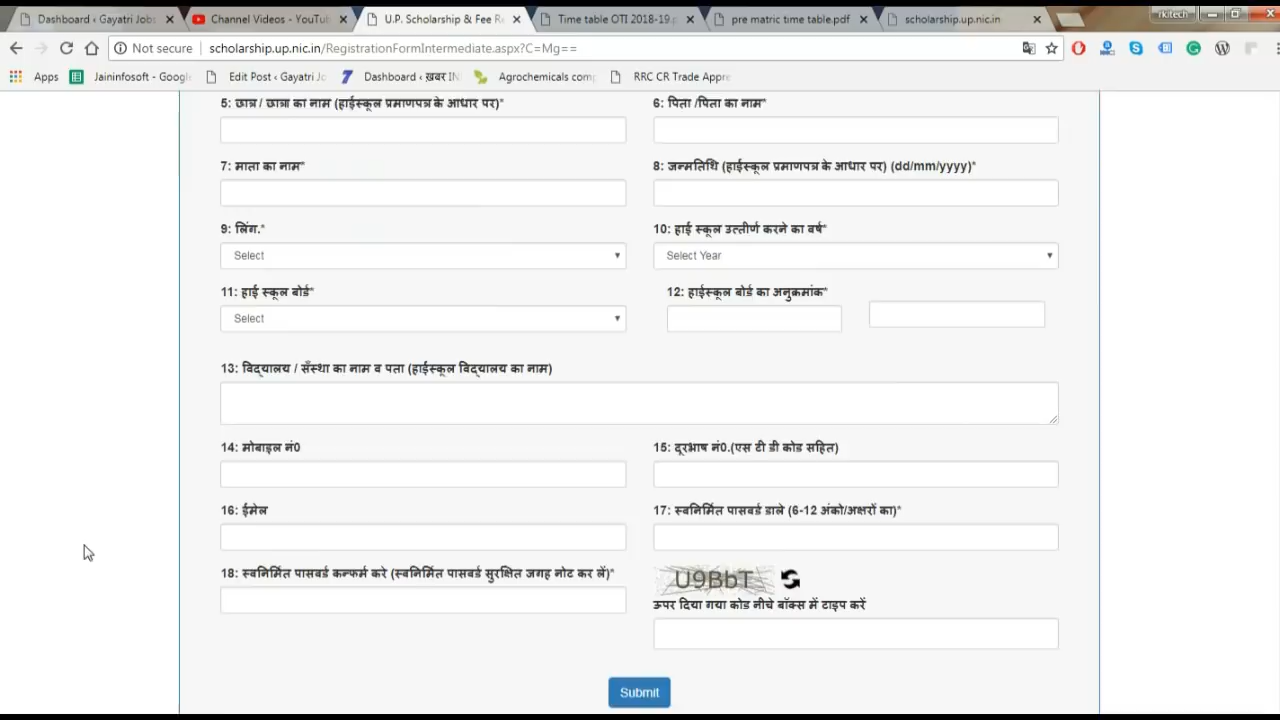 Dashboard ‹ Gayatri Jobs
Channel Videos - YouTub
U.P. Scholarship & Fee R
Time table OTI 2018-19.p
pre matric time table.pdf
scholarship.up.nic.in
rkitech
Not secure
scholarship.up.nic.in/RegistrationFormIntermediate.aspx?C=Mg==
Apps
Jaininfosoft - Google
Edit Post ‹ Gayatri Jo
Dashboard ‹ ख़बर IN
Agrochemicals comp
RRC CR Trade Appre
5: छात्र / छात्रा का नाम (हाईस्कूल प्रमाणपत्र के आधार पर)*
6: पिता /पिता का नाम*
7: माता का नाम*
8: जन्मतिथि (हाईस्कूल प्रमाणपत्र के आधार पर) (dd/mm/yyyy)*
9: लिंग.*
10: हाई स्कूल उत्तीर्ण करने का वर्ष*
Select
Select Year
11: हाई स्कूल बोर्ड*
12: हाईस्कूल बोर्ड का अनुक्रमांक*
Select
13: विद्यालय / सँस्था का नाम व पता (हाईस्कूल विद्यालय का नाम)
14: मोबाइल नं0
15: दूरभाष नं0.(एस टी डी कोड सहित)
16: ईमेल
17: स्वनिर्मित पासवर्ड डाले (6-12 अंको/अक्षरों का)*
18: स्वनिर्मित पासवर्ड कन्फर्म करे (स्वनिर्मित पासवर्ड सुरक्षित जगह नोट कर लें)*
U9BbT
ऊपर दिया गया कोड नीचे बॉक्स में टाइप करें
Submit